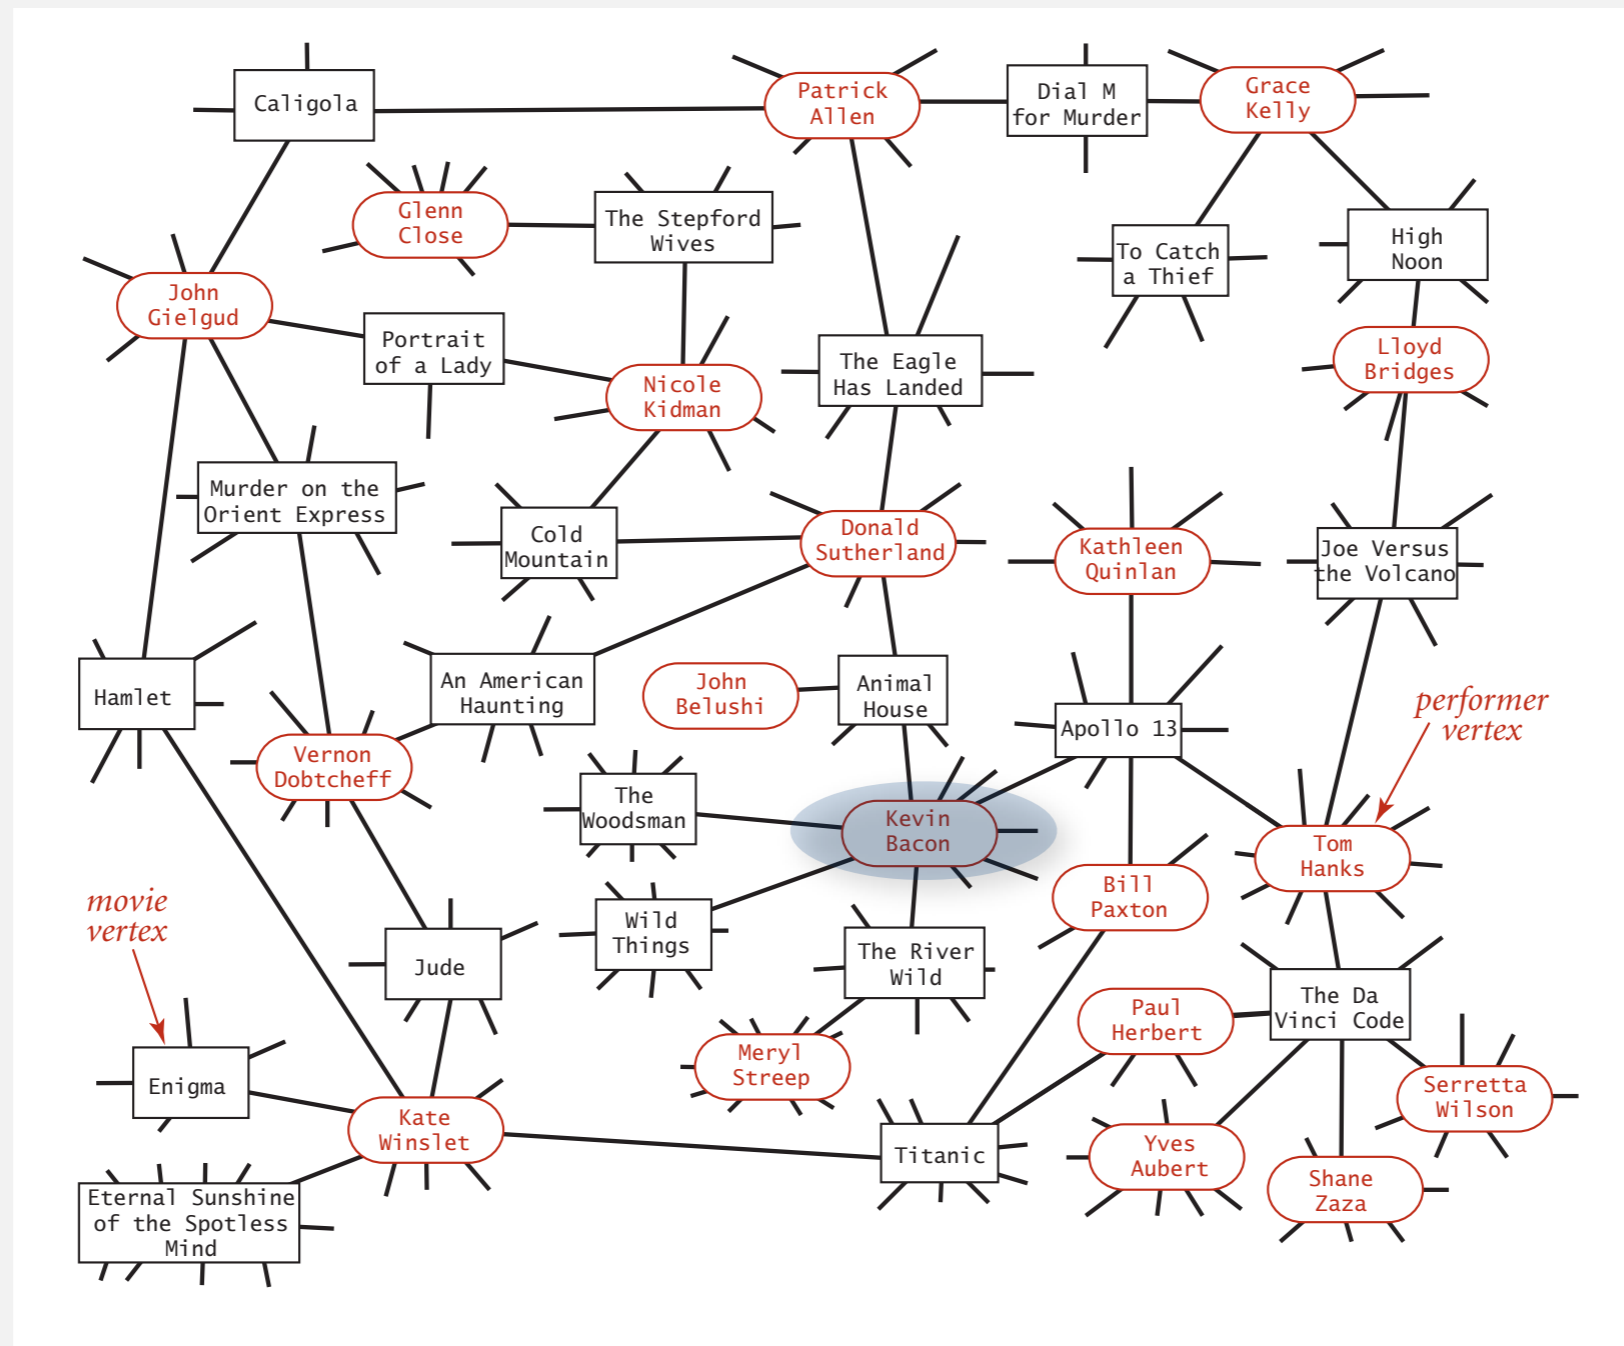 Caligola
Patrick
Allen
Dial M
for Murder
Grace
Kelly
Glenn
Close
The Stepford
Wives
To Catch
a Thief
High
Noon
John
Gielgud
Portrait
of a Lady
Nicole
Kidman
The Eagle
Has Landed
Lloyd
Bridges
Murder on the
Orient Express
Cold
Mountain
Donald
Sutherland
Kathleen
Quinlan
Joe Versus
the Volcano
Hamlet
An American
Haunting
John
Belushi
Animal
House
Apollo 13
performer
vertex
Vernon
Dobtcheff
The
Woodsman
Kevin
Bacon
Tom
Hanks
Bill
Paxton
movie
vertex
Wild
Things
Jude
The River
Wild
Paul
Herbert
The Da
Vinci Code
Enigma
Meryl
Streep
Serretta
Wilson
Kate
Winslet
Titanic
Yves
Aubert
Shane
Zaza
Eternal Sunshine
of the Spotless
Mind